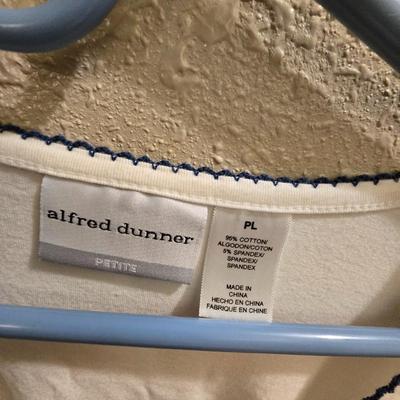 alfred dunner
PETITE
PL
95% COTTON/
ALGODON/COTON
5% SPANDEX/
SPANDEX/
SPANDEX
MADE IN
CHINA
HECHO EN CHINA
FABRIQUE EN CHINE